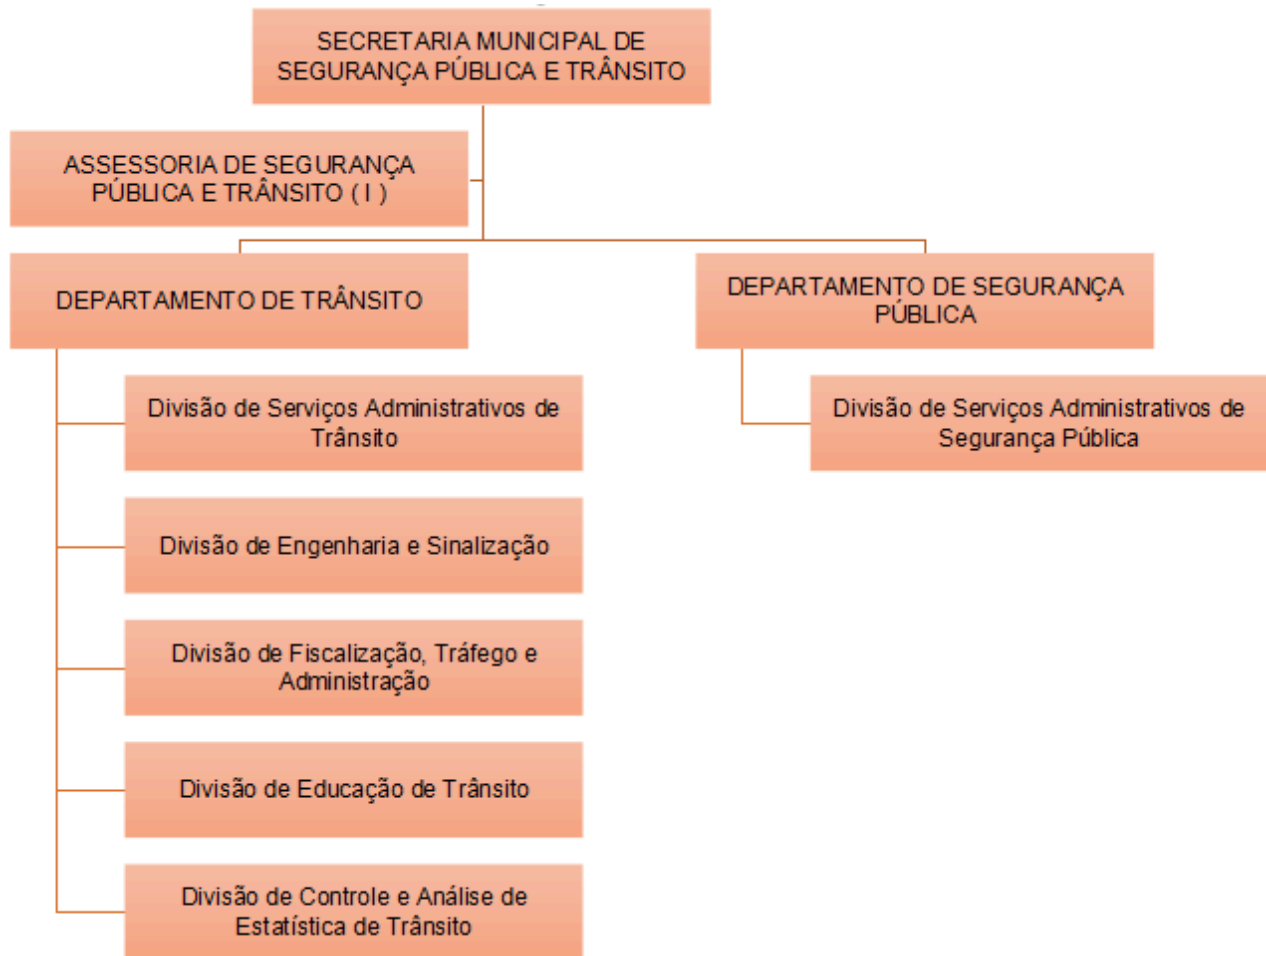 SECRETARIA MUNICIPAL DE
SEGURANÇA PÚBLICA E TRÂNSITO
ASSESSORIA DE SEGURANÇA
PÚBLICA E TRÂNSITO ( I )
DEPARTAMENTO DE TRÂNSITO
DEPARTAMENTO DE SEGURANÇA
PÚBLICA
Divisão de Serviços Administrativos de
Trânsito
Divisão de Serviços Administrativos de
Segurança Pública
Divisão de Engenharia e Sinalização
Divisão de Fiscalização, Tráfego e
Administração
Divisão de Educação de Trânsito
Divisão de Controle e Análise de
Estatística de Trânsito